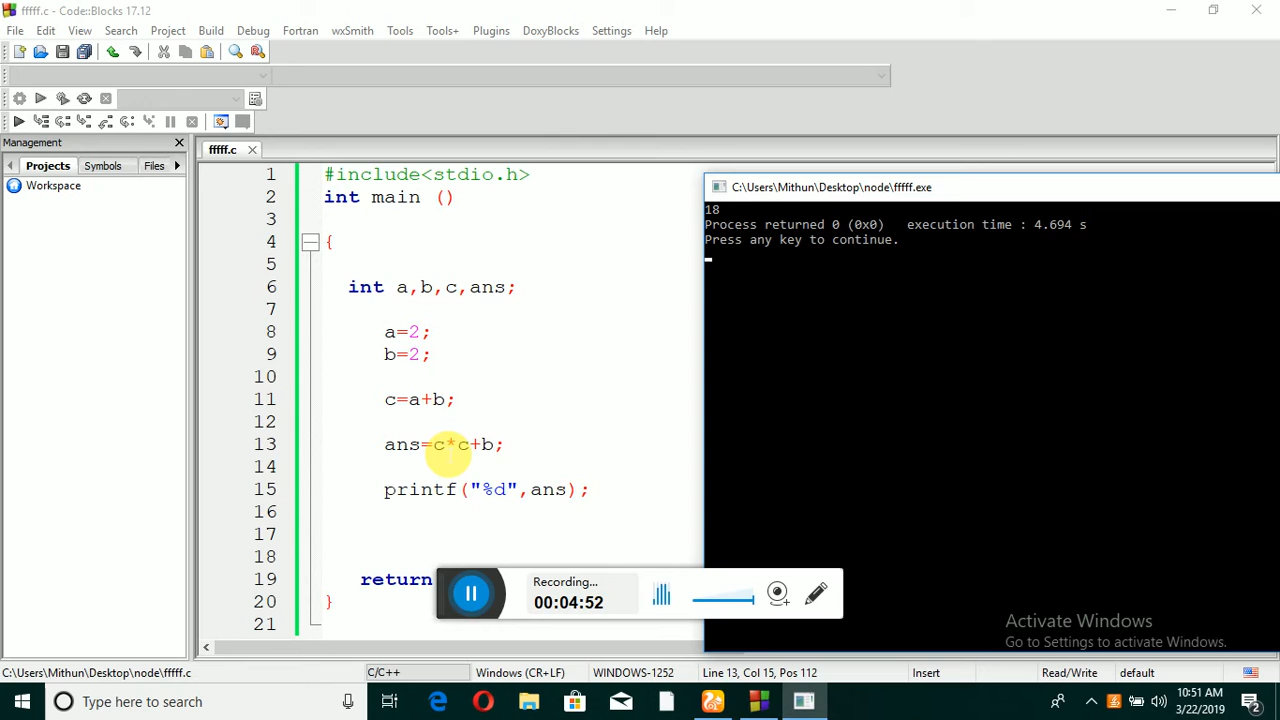 fffff.c - Code::Blocks 17.12
File Edit View Search Project Build Debug Fortran wxSmith Tools Tools+ Plugins DoxyBlocks Settings Help
Management
Projects Symbols Files
Workspace
fffff.c
1 #include<stdio.h>
2 int main ()
3
4 {
5
6 int a,b,c,ans;
7
8 a=2;
9 b=2;
10
11 c=a+b;
12
13 ans=c*c+b;
14
15 printf("%d",ans);
16
17
18
19 return
20 }
21
C:\Users\Mithun\Desktop\node\fffff.exe
18
Process returned 0 (0x0) execution time : 4.694 s
Press any key to continue.
Recording...
00:04:52
Activate Windows
Go to Settings to activate Windows.
C:\Users\Mithun\Desktop\node\fffff.c C/C++ Windows (CR+LF) WINDOWS-1252 Line 13, Col 15, Pos 112 Insert Read/Write default
Type here to search
10:51 AM
3/22/2019
2